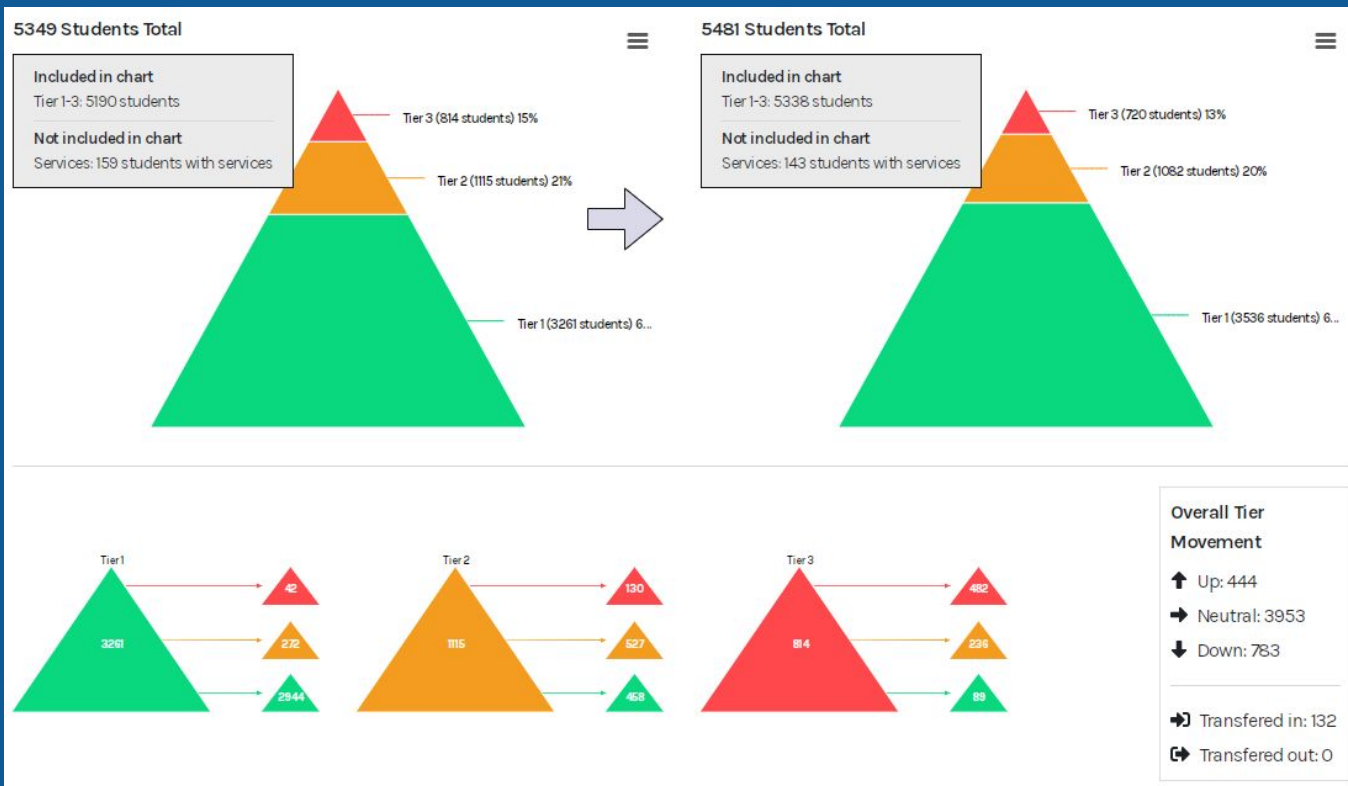 5349 Students Total
Included in chart
Tier 1-3: 5190 students
Not included in chart
Services: 159 students with services
Tier 3 (814 students) 15%
Tier 2 (1115 students) 21%
Tier 1 (3261 students) 6...
5481 Students Total
Included in chart
Tier 1-3: 5338 students
Not included in chart
Services: 143 students with services
Tier 3 (720 students) 13%
Tier 2 (1082 students) 20%
Tier 1 (3536 students) 6...
Tier 1
3261
42
272
2944
Tier 2
1115
130
527
458
Tier 3
814
482
236
89
Overall Tier
Movement
Up: 444
Neutral: 3953
Down: 783
Transfered in: 132
Transfered out: 0